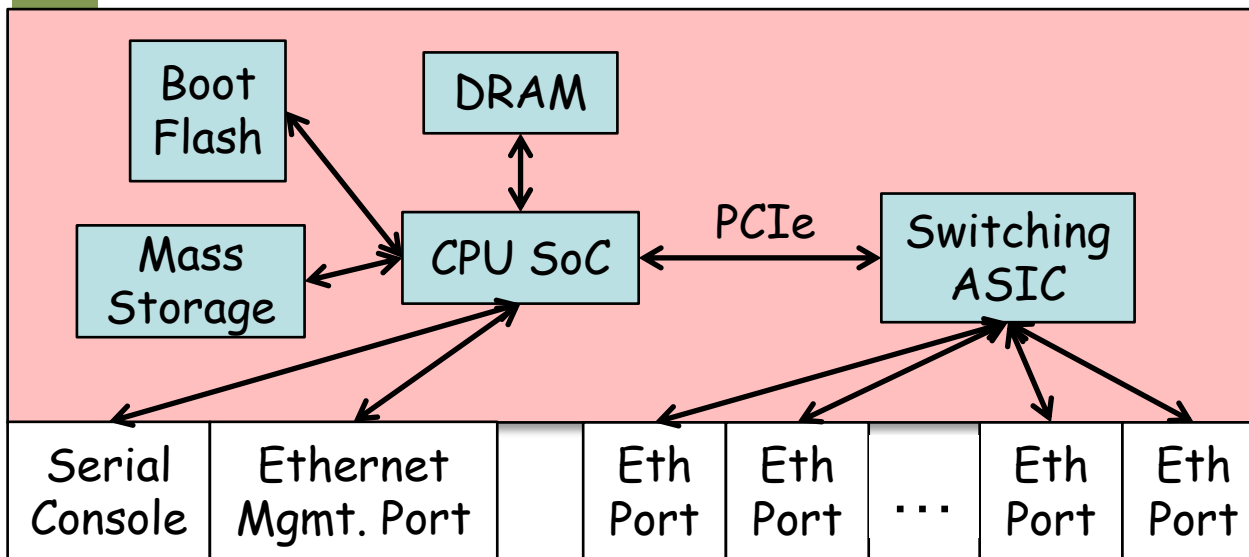 Boot
Flash
DRAM
Mass
Storage
CPU SoC
PCIe
Switching
ASIC
Serial
Console
Ethernet
Mgmt. Port
Eth
Port
Eth
Port
...
Eth
Port
Eth
Port